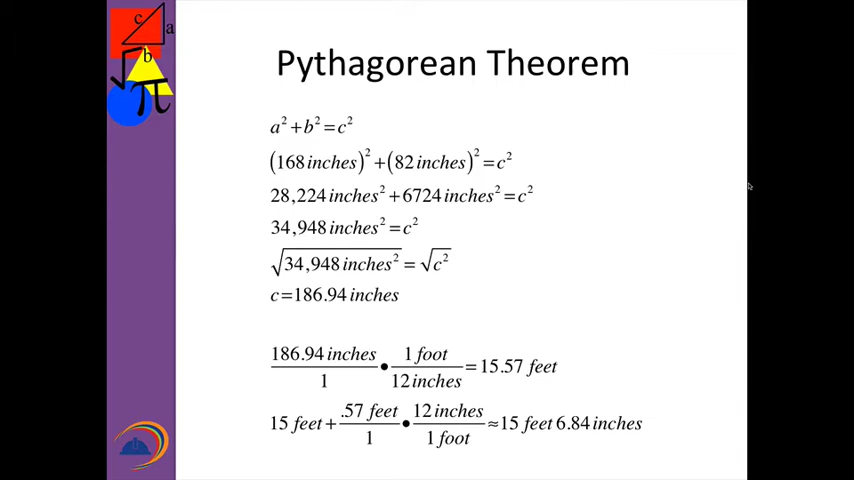 c
a
b
√
π
Pythagorean Theorem
a² + b² = c²
(168 inches)² + (82 inches)² = c²
28,224 inches² + 6724 inches² = c²
34,948 inches² = c²
√34,948 inches² = √c²
c = 186.94 inches
186.94 inches / 1 • 1 foot / 12 inches = 15.57 feet
15 feet + .57 feet / 1 • 12 inches / 1 foot ≈ 15 feet 6.84 inches